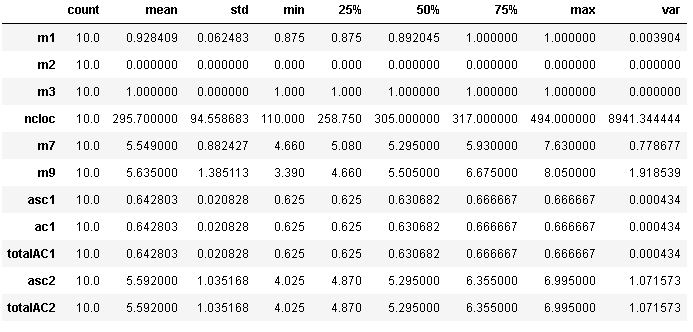 count mean std min 25% 50% 75% max var
m1 10.0 0.928409 0.062483 0.875 0.875 0.892045 1.000000 1.000000 0.003904
m2 10.0 0.000000 0.000000 0.000 0.000 0.000000 0.000000 0.000000 0.000000
m3 10.0 1.000000 0.000000 1.000 1.000 1.000000 1.000000 1.000000 0.000000
ncloc 10.0 295.700000 94.558683 110.000 258.750 305.000000 317.000000 494.000000 8941.344444
m7 10.0 5.549000 0.882427 4.660 5.080 5.295000 5.930000 7.630000 0.778677
m9 10.0 5.635000 1.385113 3.390 4.660 5.505000 6.675000 8.050000 1.918539
asc1 10.0 0.642803 0.020828 0.625 0.625 0.630682 0.666667 0.666667 0.000434
ac1 10.0 0.642803 0.020828 0.625 0.625 0.630682 0.666667 0.666667 0.000434
totalAC1 10.0 0.642803 0.020828 0.625 0.625 0.630682 0.666667 0.666667 0.000434
asc2 10.0 5.592000 1.035168 4.025 4.870 5.295000 6.355000 6.995000 1.071573
totalAC2 10.0 5.592000 1.035168 4.025 4.870 5.295000 6.355000 6.995000 1.071573